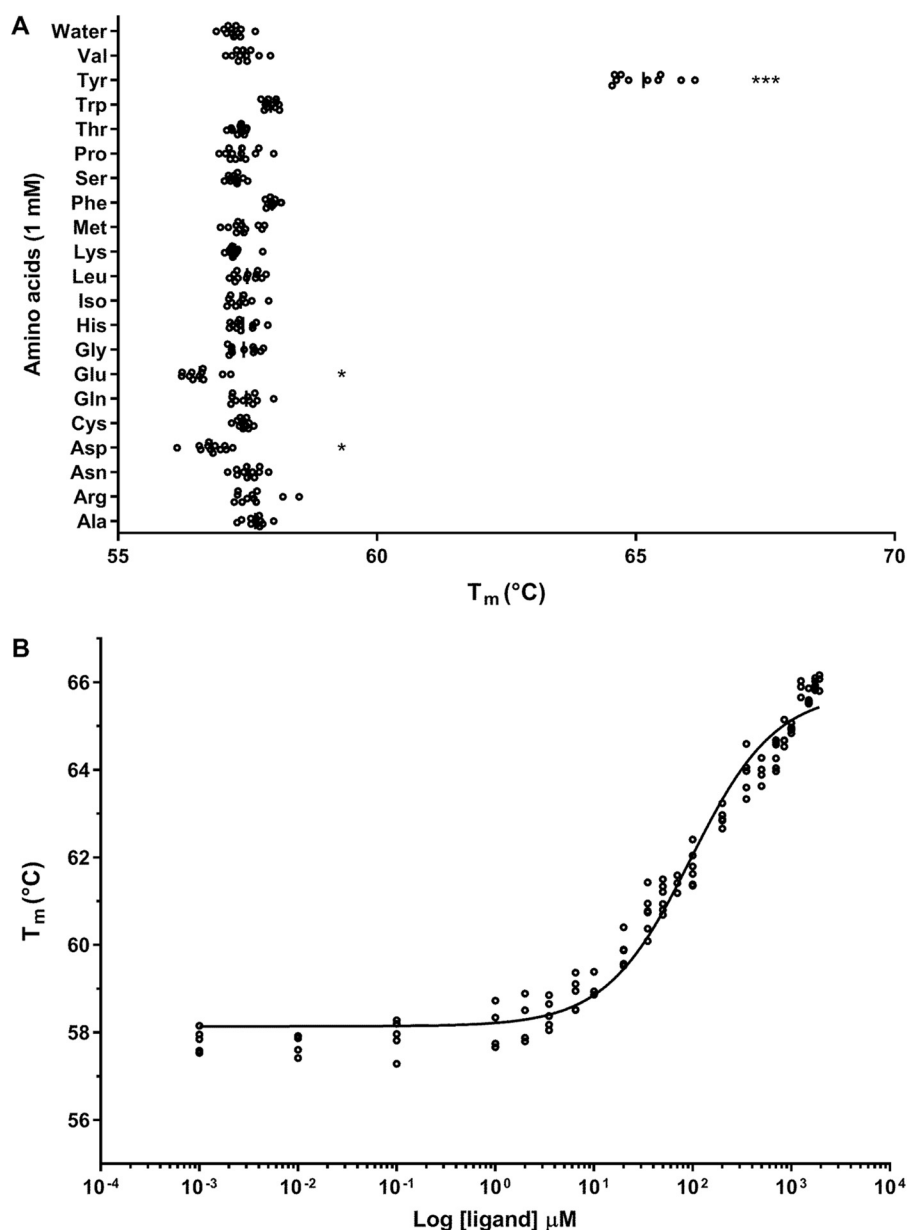 A
Amino acids (1 mM)
Water
Val
Tyr
***
Trp
Thr
Pro
Ser
Phe
Met
Lys
Leu
Iso
His
Gly
Glu
*
Gln
Cys
Asp
*
Asn
Arg
Ala
55 60 65 70
Tm (°C)
B
Tm (°C)
66
64
62
60
58
56
10⁻⁴ 10⁻³ 10⁻² 10⁻¹ 10⁰ 10¹ 10² 10³ 10⁴
Log [ligand] μM